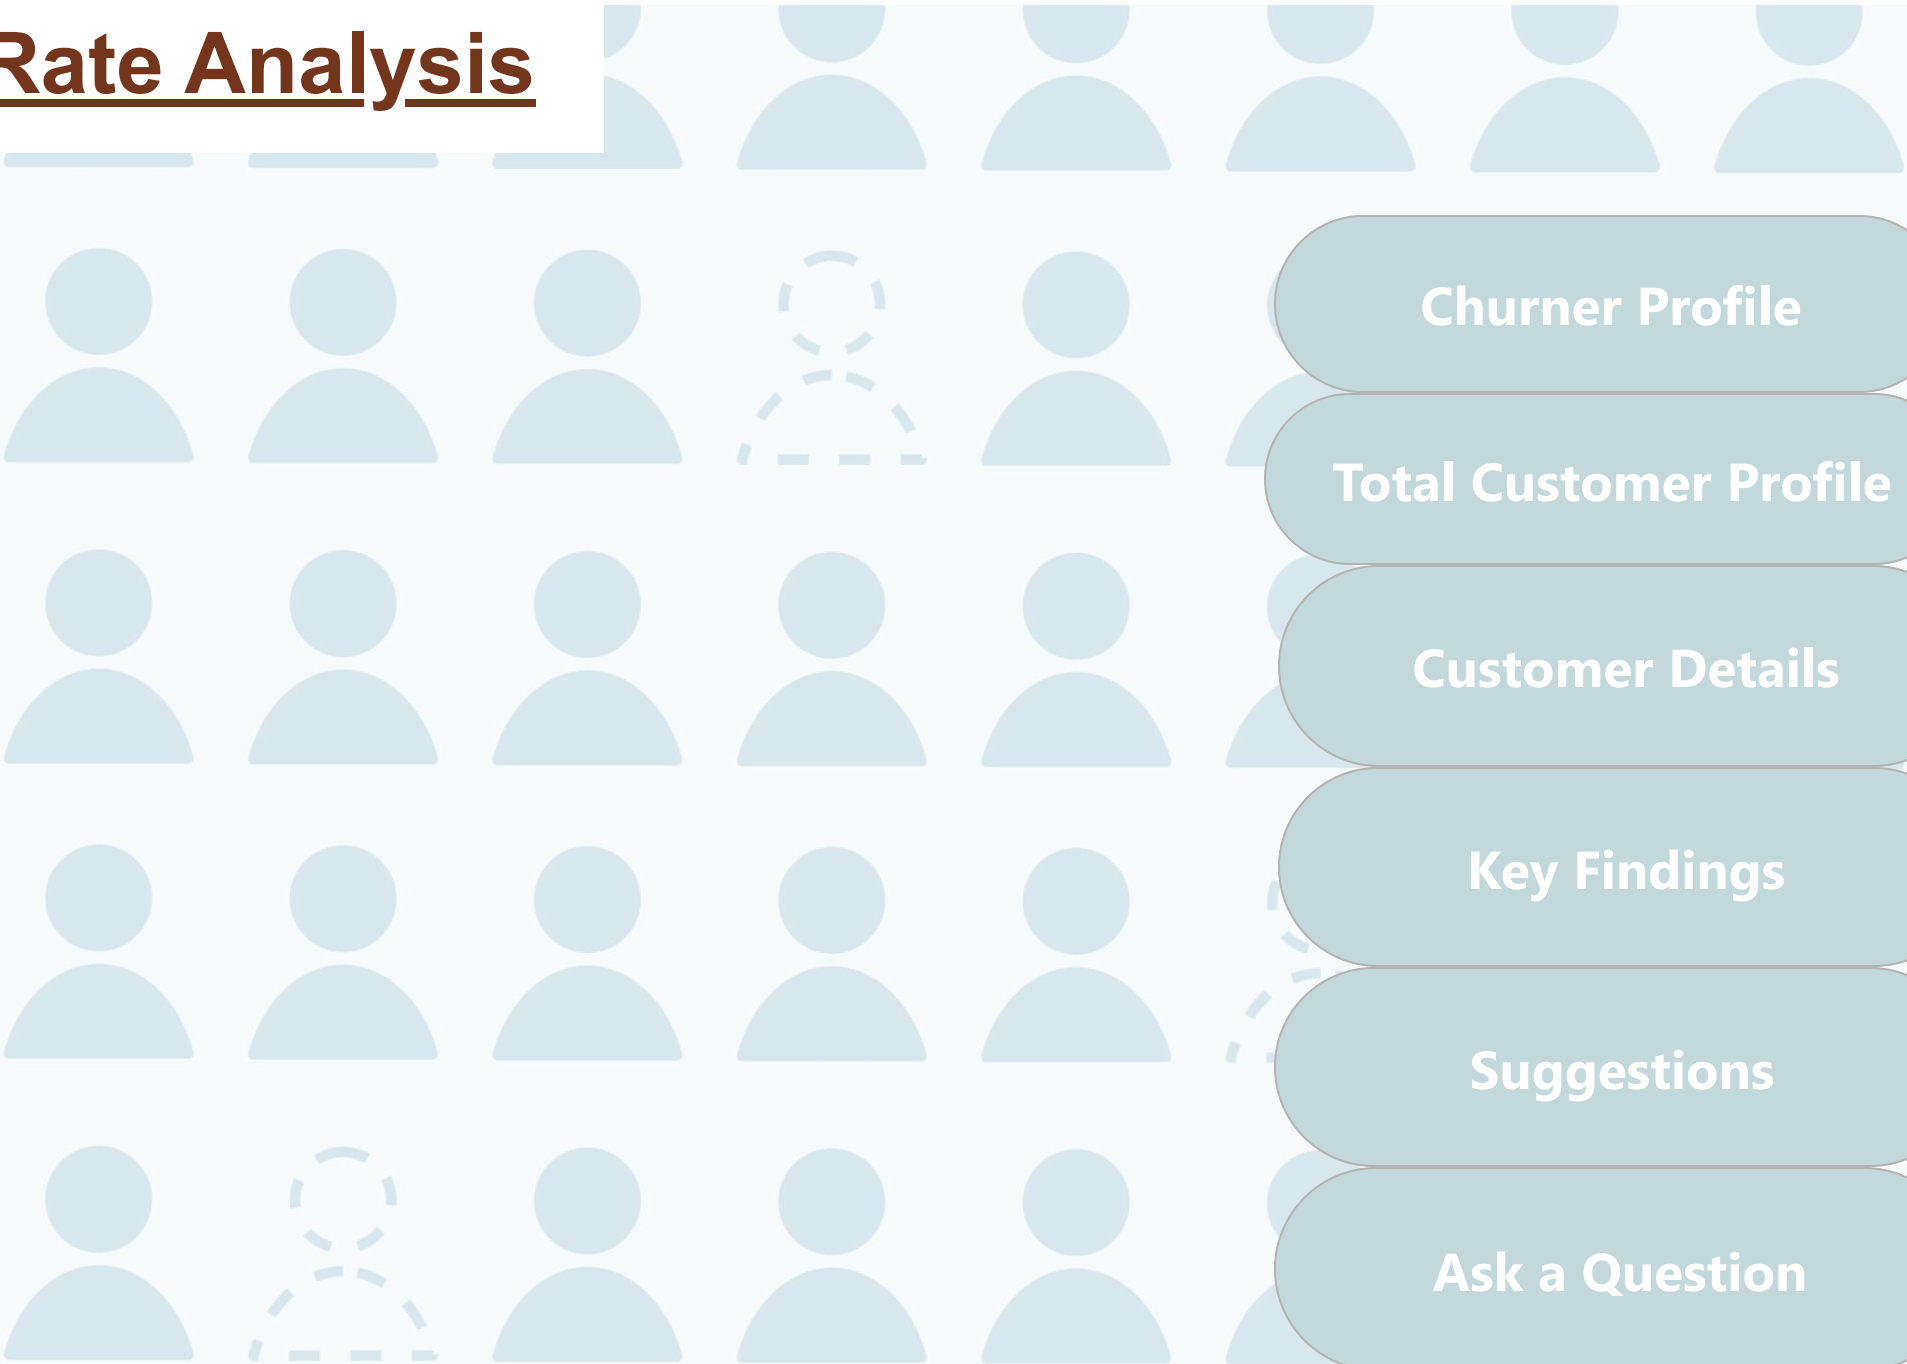 Rate Analysis
Churner Profile
Total Customer Profile
Customer Details
Key Findings
Suggestions
Ask a Question